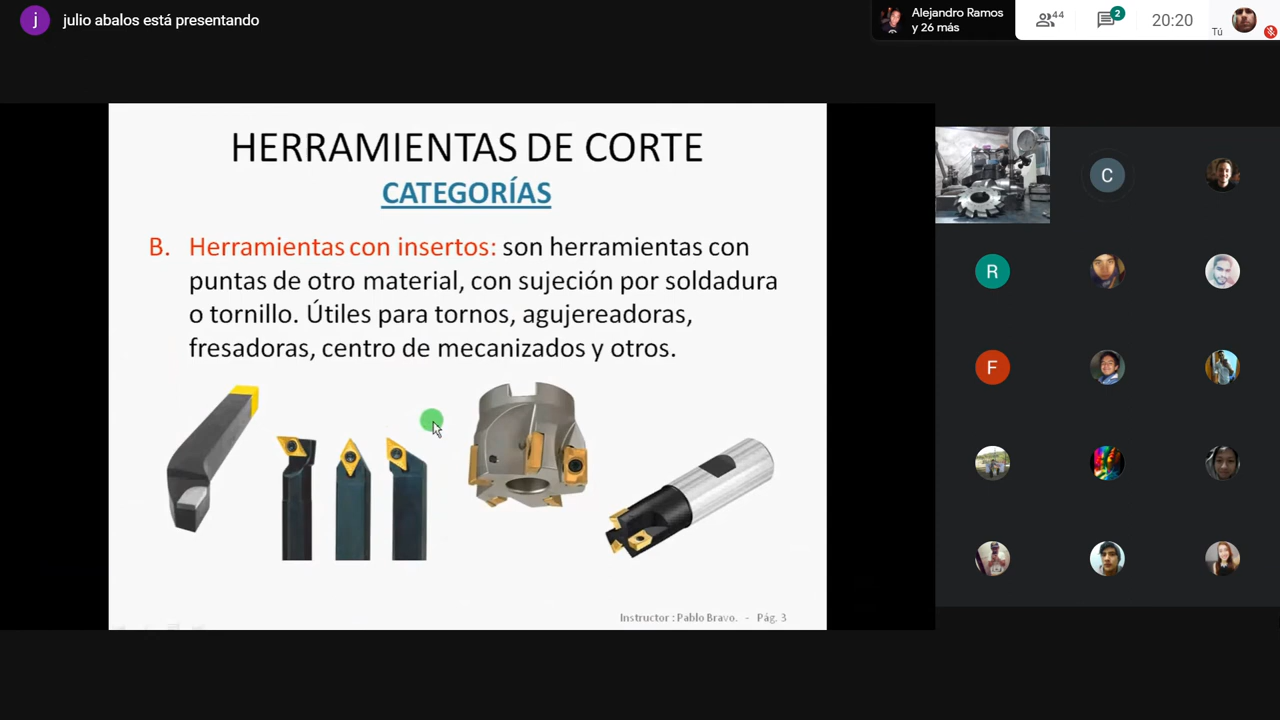 j
julio abalos está presentando
Alejandro Ramos
y 26 más
44
2
20:20
Tú
HERRAMIENTAS DE CORTE
CATEGORÍAS
B. Herramientas con insertos: son herramientas con
puntas de otro material, con sujeción por soldadura
o tornillo. Útiles para tornos, agujereadoras,
fresadoras, centro de mecanizados y otros.
Instructor : Pablo Bravo. - Pág. 3
C
R
F